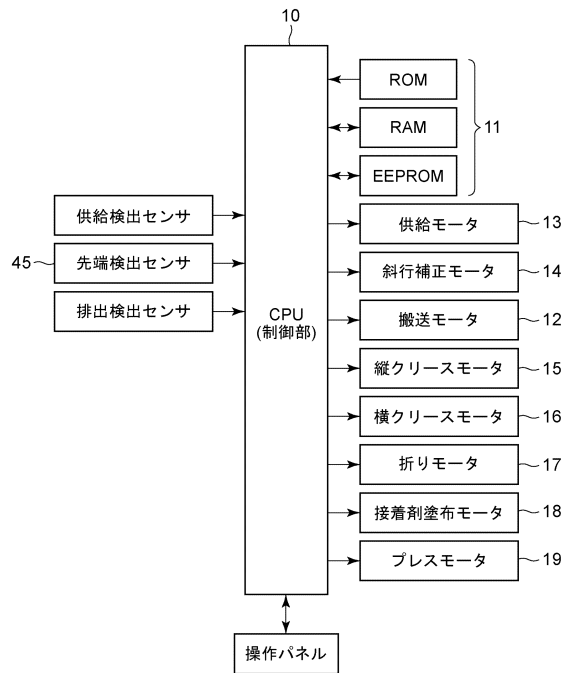 10
ROM
RAM
EEPROM
11
供給検出センサ
45 先端検出センサ
排出検出センサ
CPU
(制御部)
供給モータ 13
斜行補正モータ 14
搬送モータ 12
縦クリースモータ 15
横クリースモータ 16
折りモータ 17
接着剤塗布モータ 18
プレスモータ 19
操作パネル